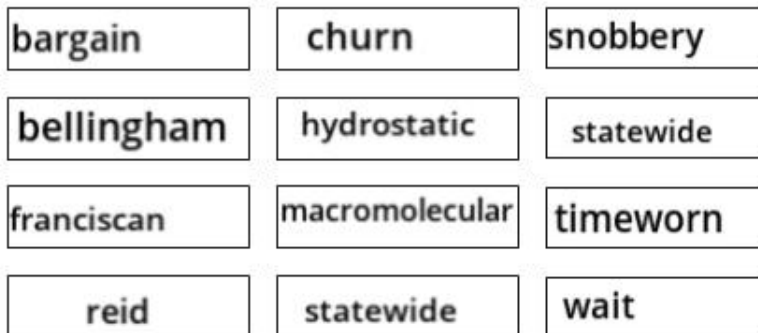 bargain churn snobbery
bellingham hydrostatic statewide
franciscan macromolecular timeworn
reid statewide wait